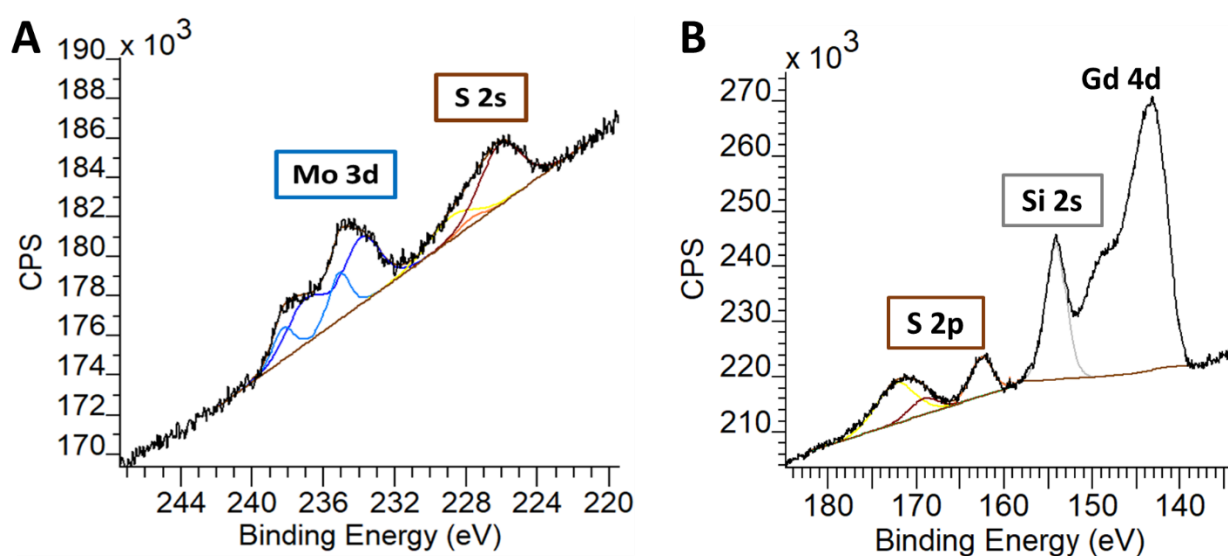 A
x 10³
190
188
186
184
182
180
178
176
174
172
170
CPS
S 2s
Mo 3d
244 240 236 232 228 224 220
Binding Energy (eV)
B
x 10³
270
260
250
240
230
220
210
CPS
Gd 4d
Si 2s
S 2p
180 170 160 150 140
Binding Energy (eV)